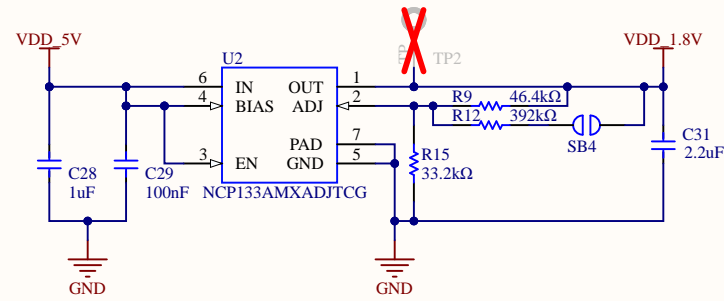 VDD_5V
U2
TP
TP2
VDD_1.8V
6
IN
OUT
1
4
BIAS
ADJ
2
R9
46.4kΩ
R12
392kΩ
SB4
PAD
7
3
EN
GND
5
C28
1uF
C29
100nF
R15
33.2kΩ
C31
2.2uF
NCP133AMXADJTCG
GND
GND